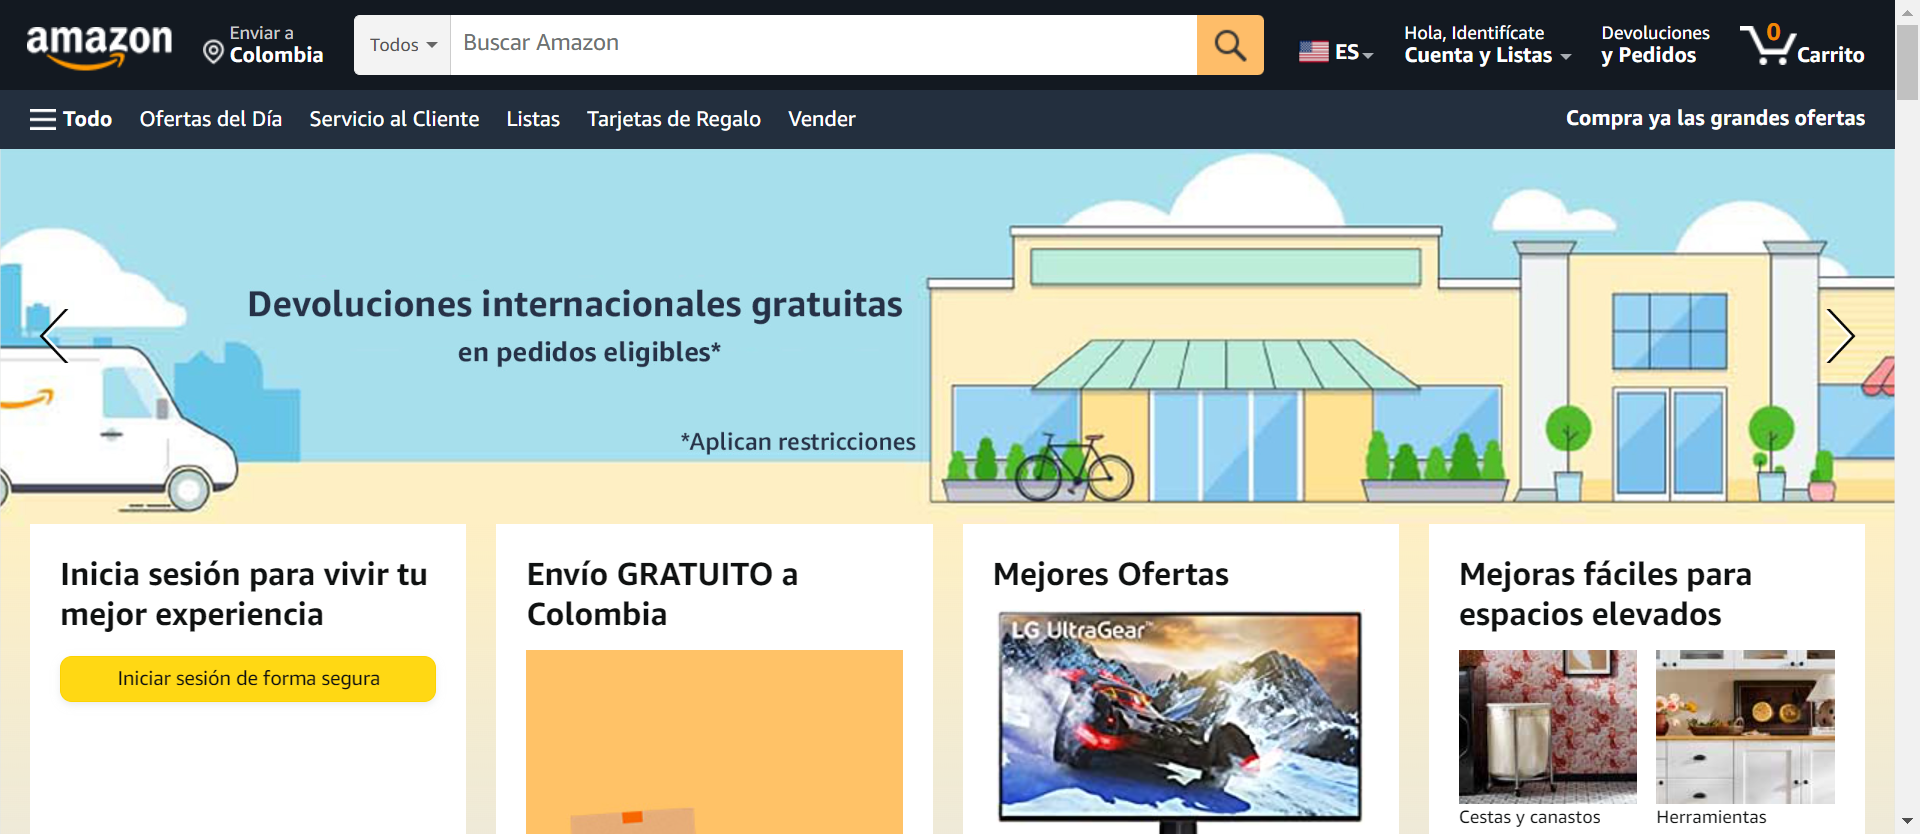 amazon
Enviar a
Colombia
Todos
Buscar Amazon
ES
Hola, Identifícate
Cuenta y Listas
Devoluciones
y Pedidos
0
Carrito
Todo
Ofertas del Día
Servicio al Cliente
Listas
Tarjetas de Regalo
Vender
Compra ya las grandes ofertas
Devoluciones internacionales gratuitas
en pedidos eligibles*
*Aplican restricciones
Inicia sesión para vivir tu
mejor experiencia
Iniciar sesión de forma segura
Envío GRATUITO a
Colombia
Mejores Ofertas
LG UltraGear™
Mejoras fáciles para
espacios elevados
Cestas y canastos
Herramientas